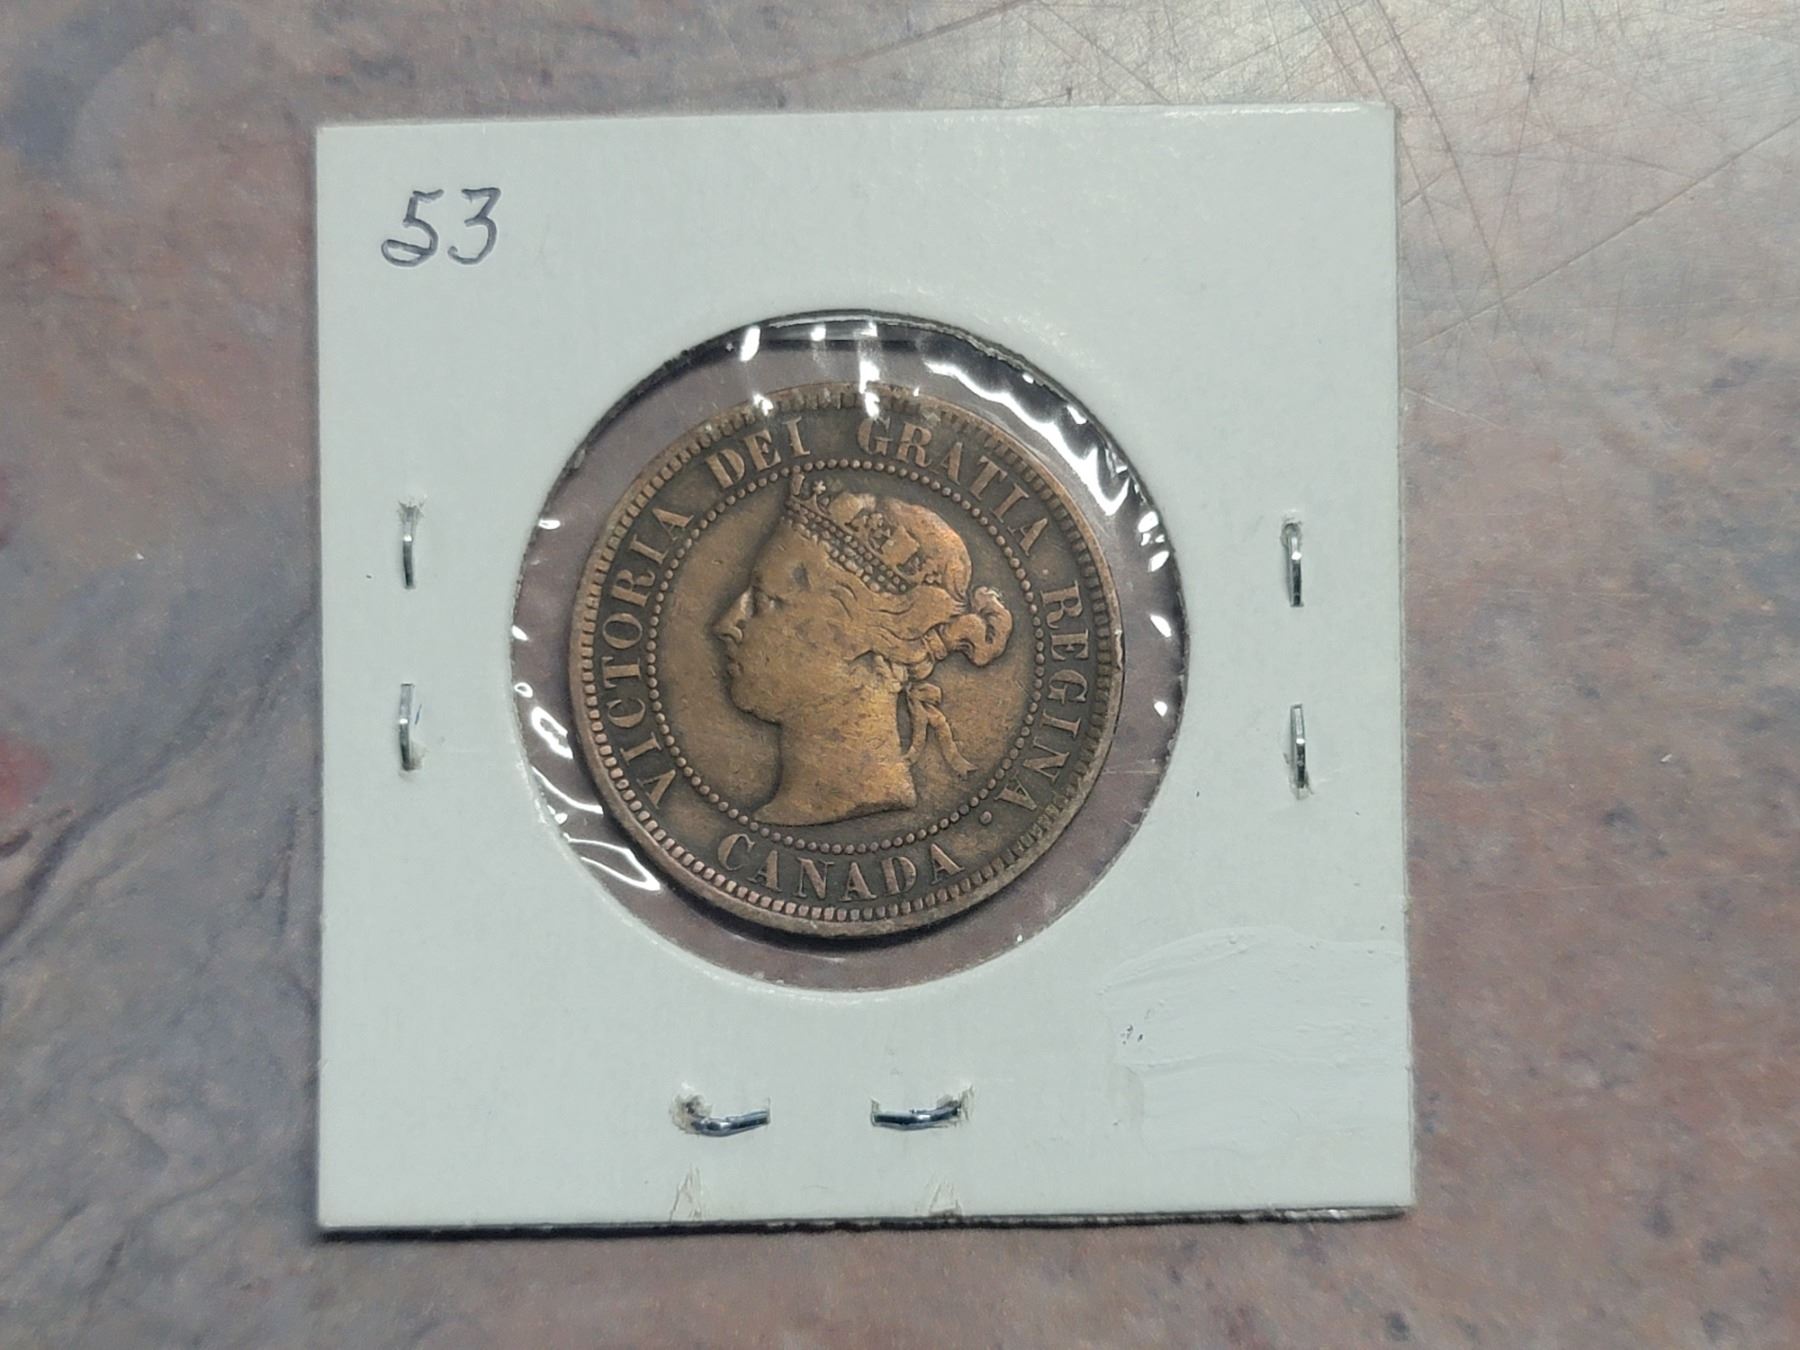 53
VICTORIA DEI GRATIA REGINA.
CANADA